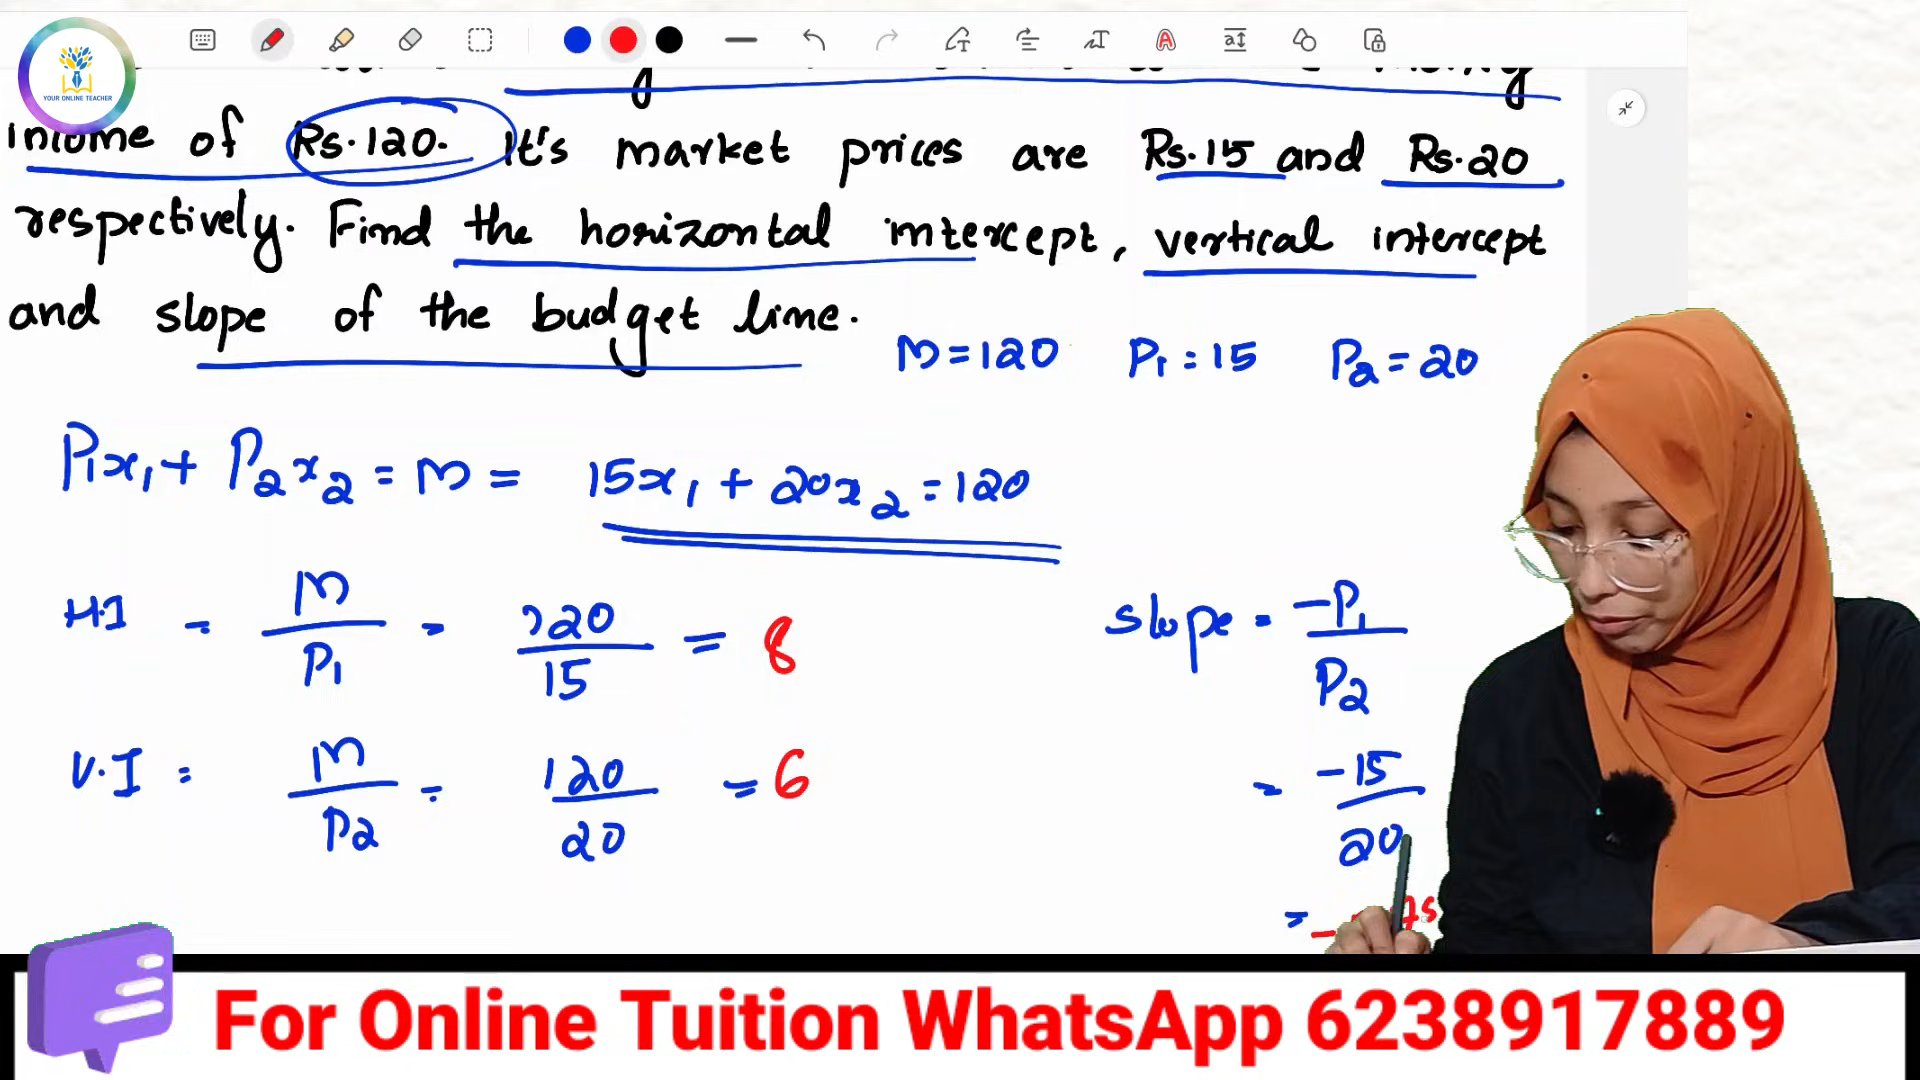 YOUR ONLINE TEACHER
income of Rs.120. It's market prices are Rs.15 and Rs.20
respectively. Find the horizontal intercept, vertical intercept
and slope of the budget line.
M=120 P1=15 P2=20
P1x1+ P2x2=M= 15x1+20x2=120
H.I = M/P1 = 120/15 = 8
slope = -P1/P2
V.I = M/P2 = 120/20 = 6
= -15/20
For Online Tuition WhatsApp 6238917889